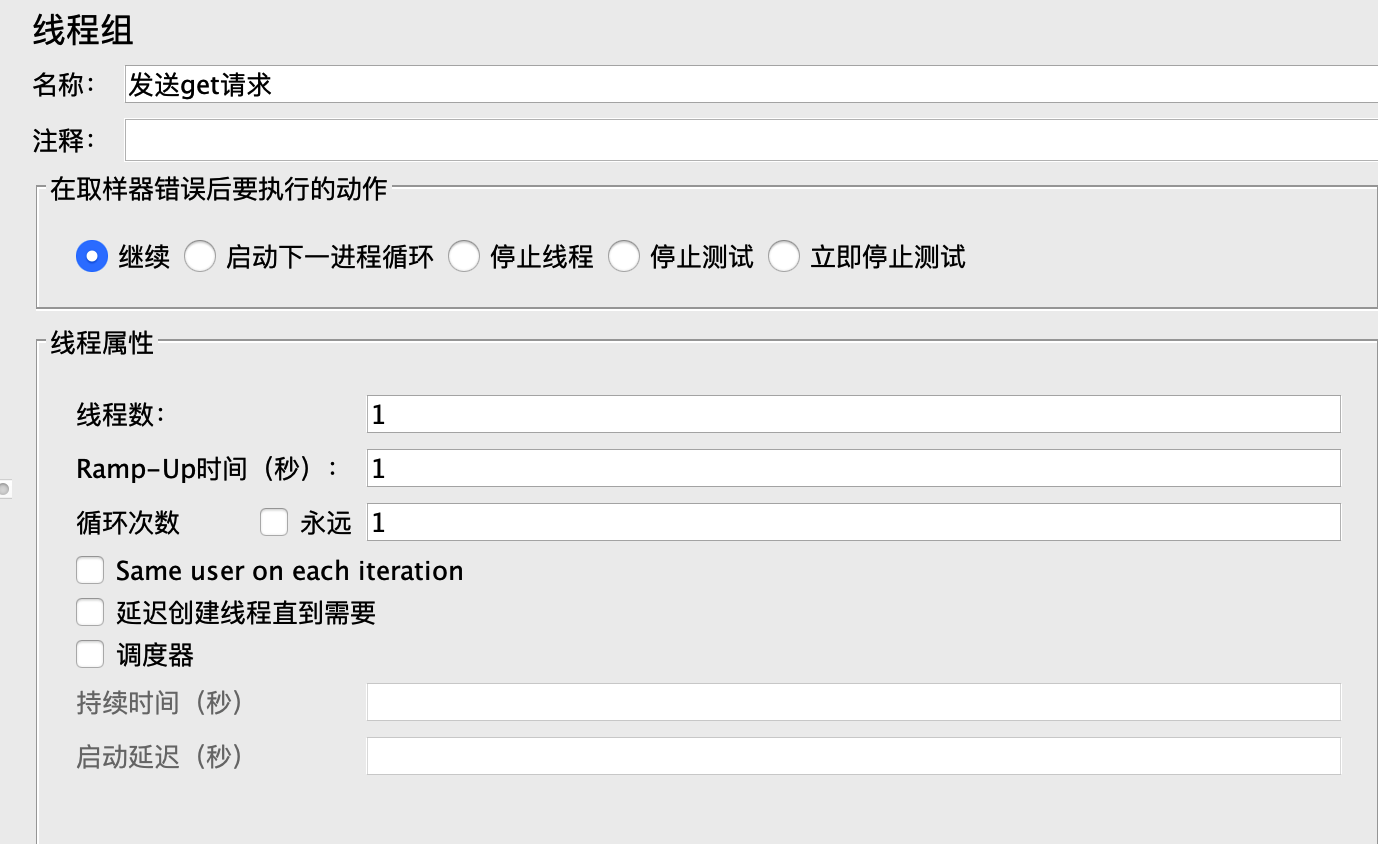 线程组
名称： 发送get请求
注释：
在取样器错误后要执行的动作
继续 启动下一进程循环 停止线程 停止测试 立即停止测试
线程属性
线程数： 1
Ramp-Up时间（秒）： 1
循环次数 永远 1
Same user on each iteration
延迟创建线程直到需要
调度器
持续时间（秒）
启动延迟（秒）